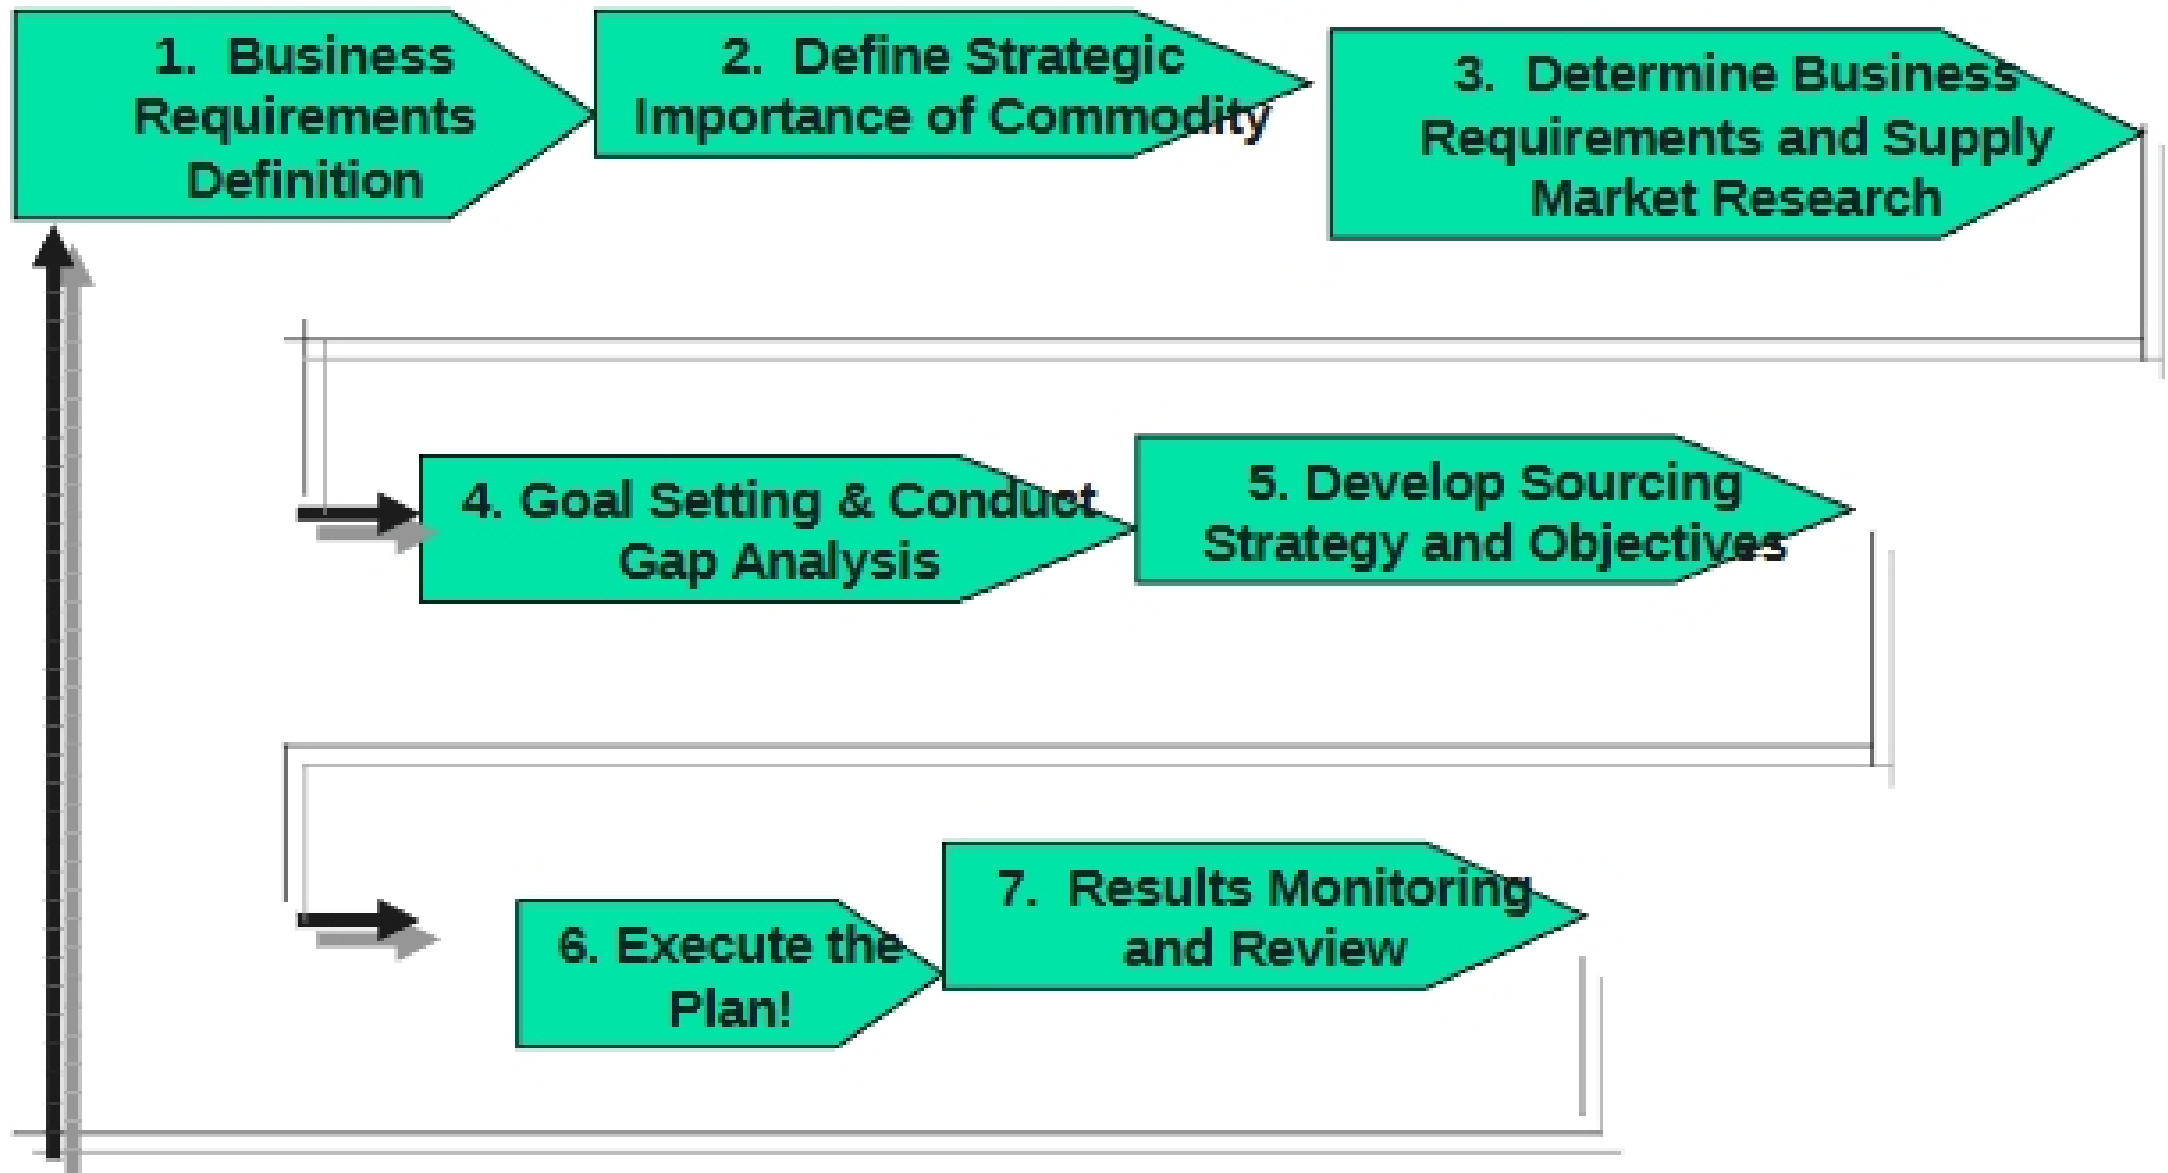 1. Business
Requirements
Definition
2. Define Strategic
Importance of Commodity
3. Determine Business
Requirements and Supply
Market Research
4. Goal Setting & Conduct
Gap Analysis
5. Develop Sourcing
Strategy and Objectives
6. Execute the
Plan!
7. Results Monitoring
and Review